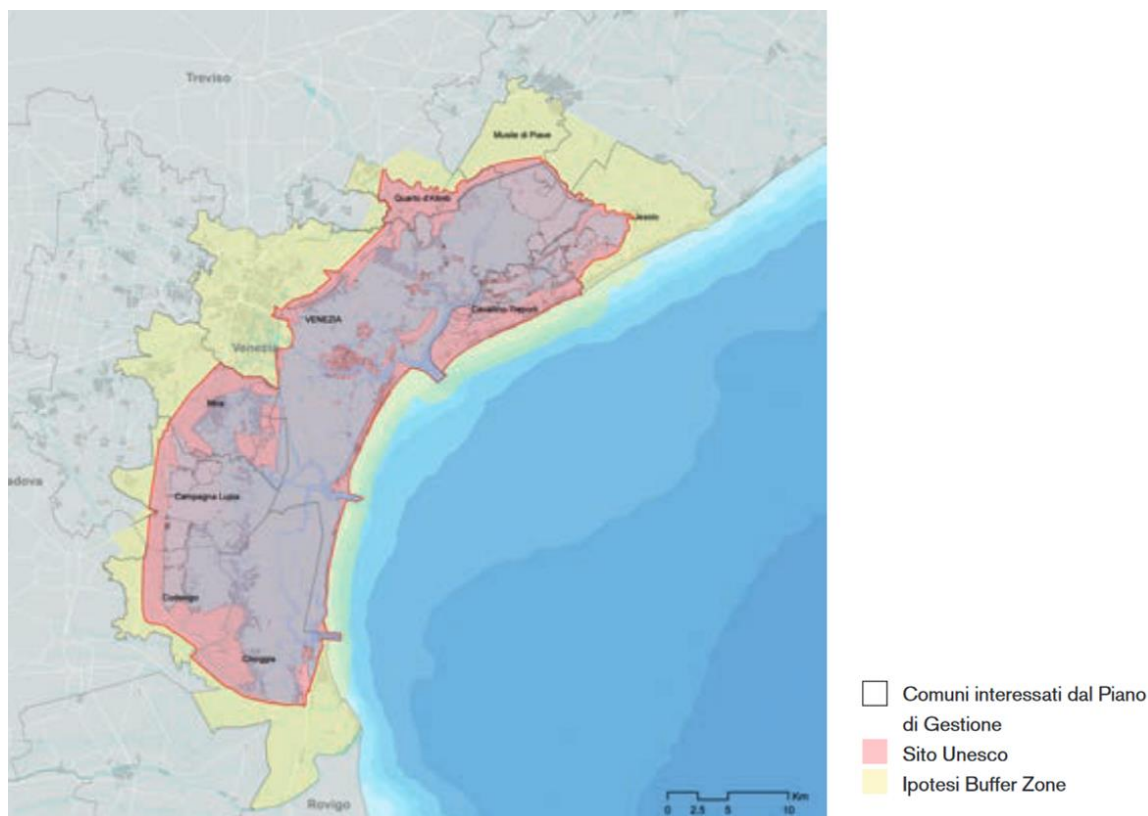 Treviso
Musile di Piave
Quarto d'Altino
Jesolo
Cavallino-Treporti
VENEZIA
Venezia
Mira
adova
Campagna Lupia
Codevigo
Chioggia
Rovigo
Km
0 2.5 5 10
Comuni interessati dal Piano
di Gestione
Sito Unesco
Ipotesi Buffer Zone